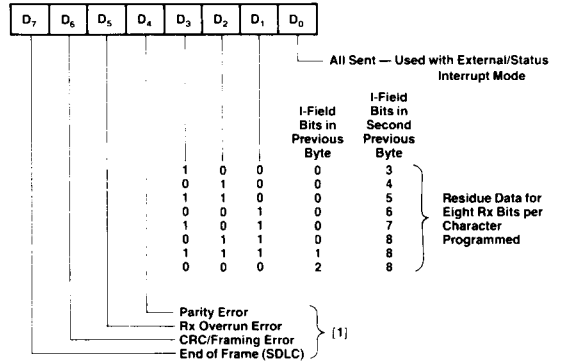 D7 D6 D5 D4 D3 D2 D1 D0
All Sent — Used with External/Status
Interrupt Mode
I-Field
Bits in
Previous
Byte
I-Field
Bits in
Second
Previous
Byte
1 0 0 0 3
0 1 0 0 4
1 1 0 0 5
0 0 1 0 6
1 0 1 0 7
0 1 1 0 8
1 1 1 1 8
0 0 0 2 8
Residue Data for
Eight Rx Bits per
Character
Programmed
Parity Error
Rx Overrun Error
CRC/Framing Error
End of Frame (SDLC)
[1]